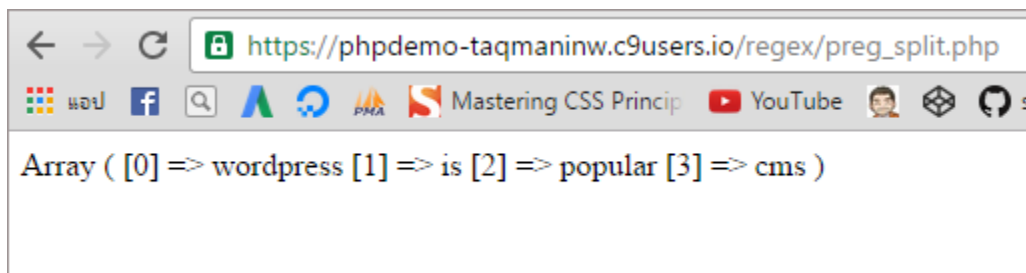 https://phpdemo-taqmaninw.c9users.io/regex/preg_split.php
แอป PMA Mastering CSS Princip YouTube s
Array ( [0] => wordpress [1] => is [2] => popular [3] => cms )